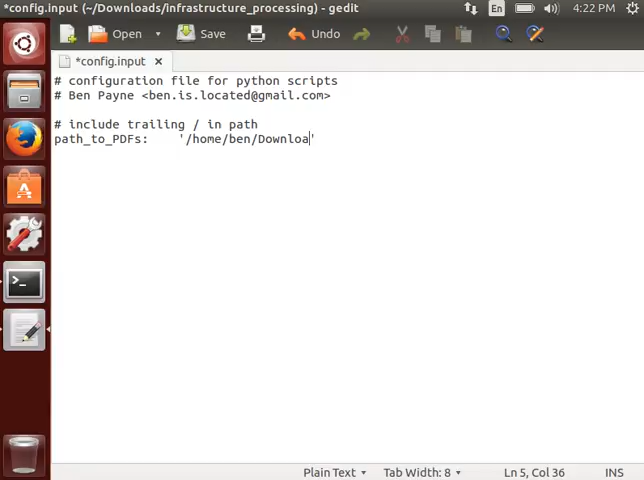 *config.input (~/Downloads/infrastructure_processing) - gedit
En
4:22 PM
Open
Save
Undo
*config.input
# configuration file for python scripts
# Ben Payne <ben.is.located@gmail.com>
# include trailing / in path
path_to_PDFs:    '/home/ben/Downloa'
Plain Text
Tab Width: 8
Ln 5, Col 36
INS